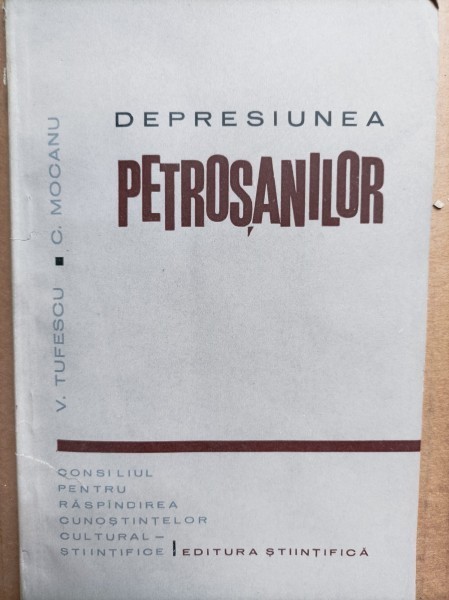 DEPRESIUNEA
PETROȘANILOR
V. TUFESCU ■ C. MOCANU
CONSILIUL
PENTRU
RĂSPÎNDIREA
CUNOȘTINȚELOR
CULTURAL-
ȘTIINȚIFICE | EDITURA ȘTIINȚIFICĂ